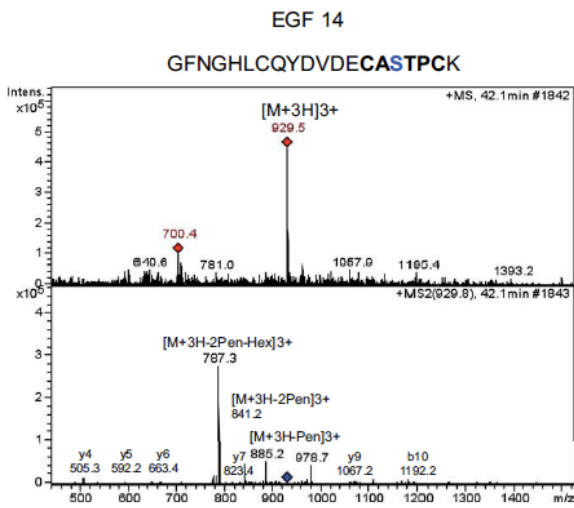 EGF 14
GFNGHLCQYDVDECASTPCK
Intens.
x10⁵
+MS, 42.1min #1842
[M+3H]3+
929.5
5
4
3
2
1
0
700.4
640.6
781.0
1057.9
1195.4
1393.2
x10⁵
+MS2(929.8), 42.1min #1843
4
3
2
1
0
[M+3H-2Pen-Hex]3+
787.3
[M+3H-2Pen]3+
841.2
[M+3H-Pen]3+
885.2
978.7
y4
505.3
y5
592.2
y6
663.4
y7
823.4
y9
1067.2
b10
1192.2
500 600 700 800 900 1000 1100 1200 1300 1400 m/z